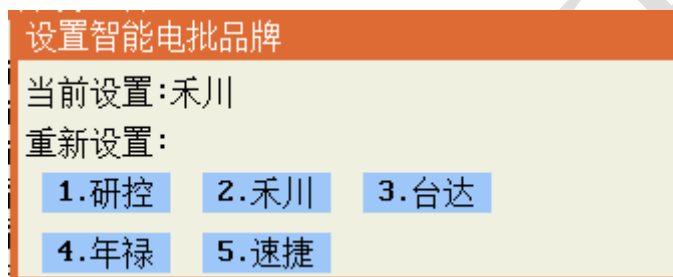 设置智能电批品牌
当前设置:禾川
重新设置:
1.研控 2.禾川 3.台达
4.年禄 5.速捷